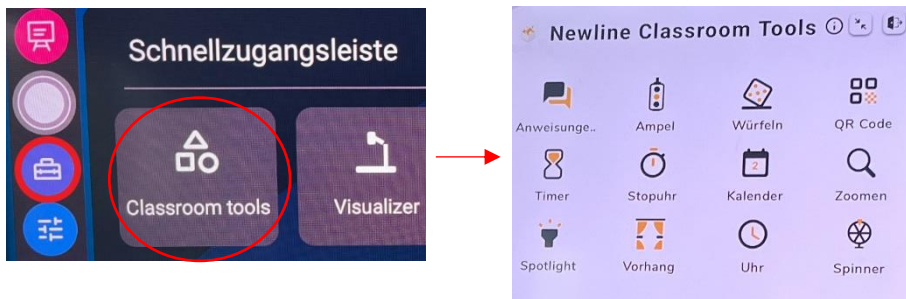 Schnellzugangsleiste
Classroom tools
Visualizer
Newline Classroom Tools
Anweisunge..
Ampel
Würfeln
QR Code
Timer
Stopuhr
2
Kalender
Zoomen
Spotlight
Vorhang
Uhr
Spinner